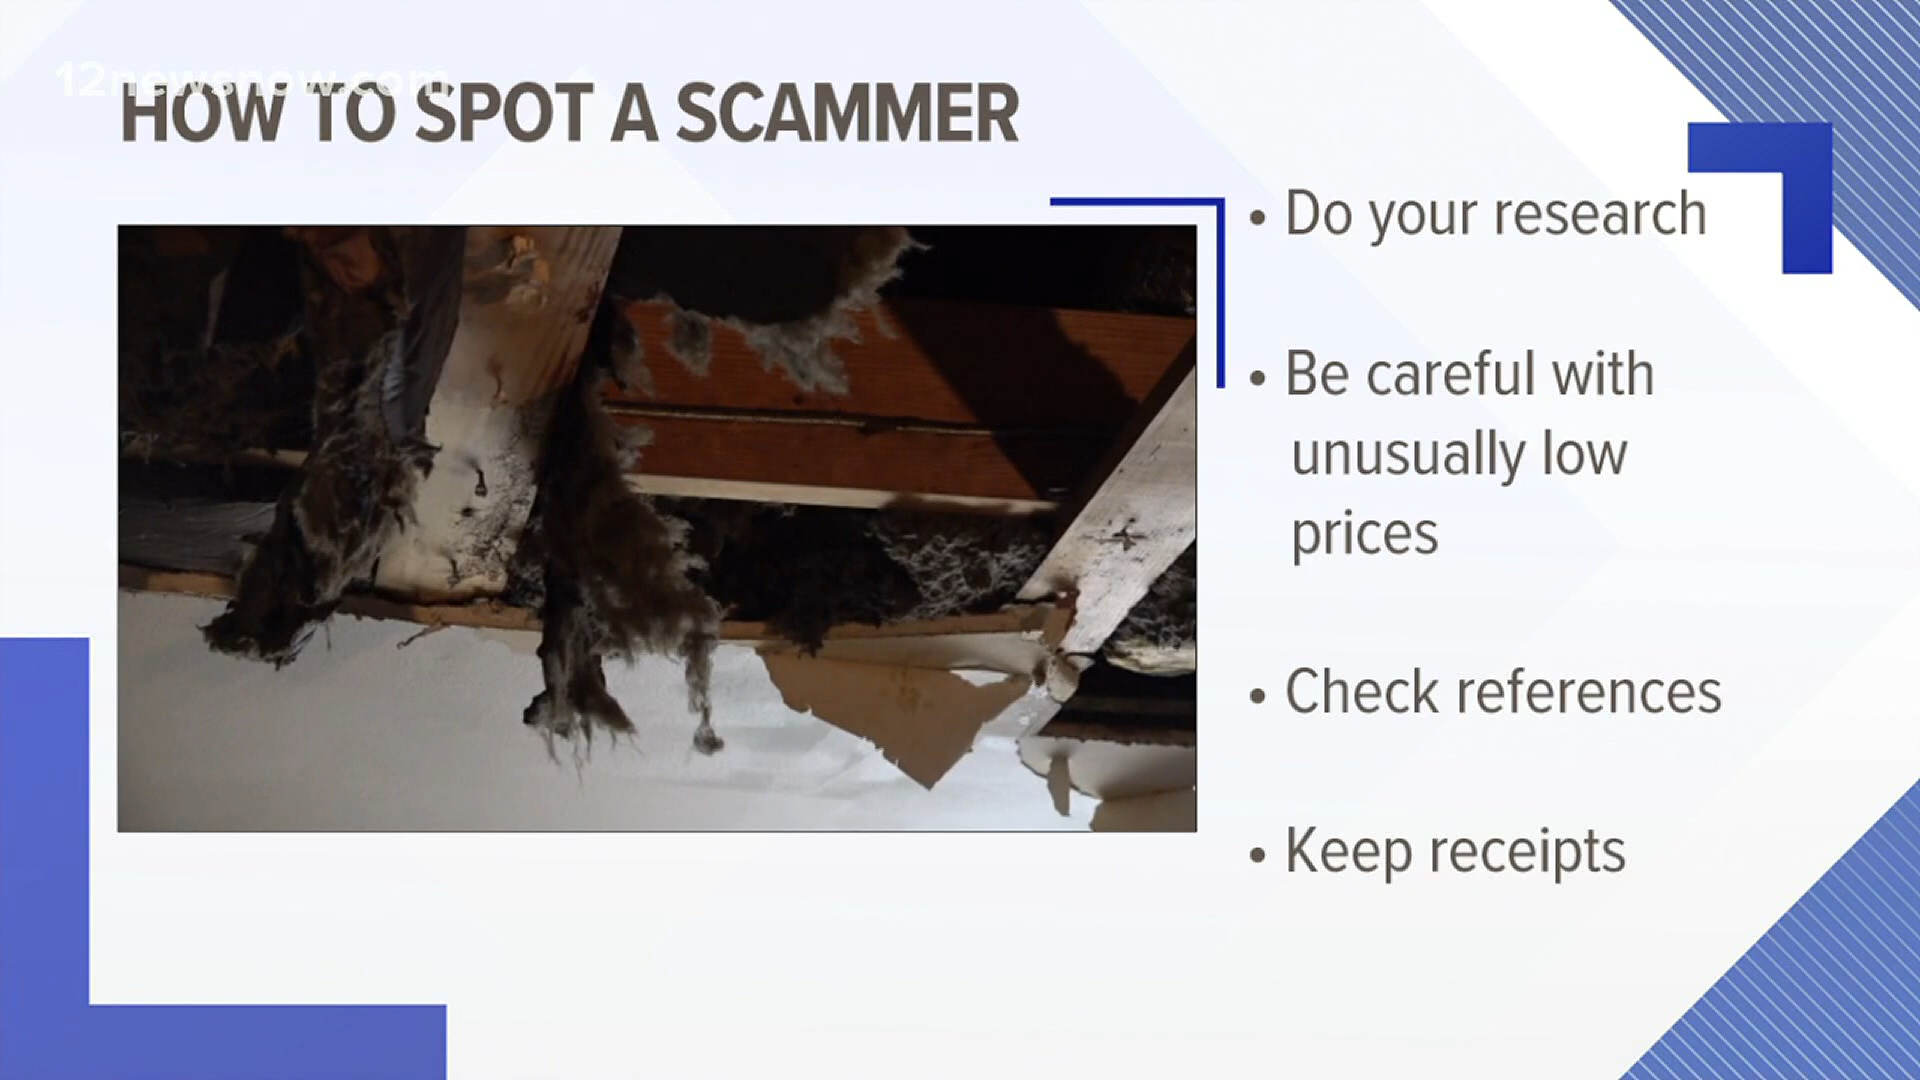 12newsnow.com
HOW TO SPOT A SCAMMER
• Do your research
• Be careful with
unusually low
prices
• Check references
• Keep receipts